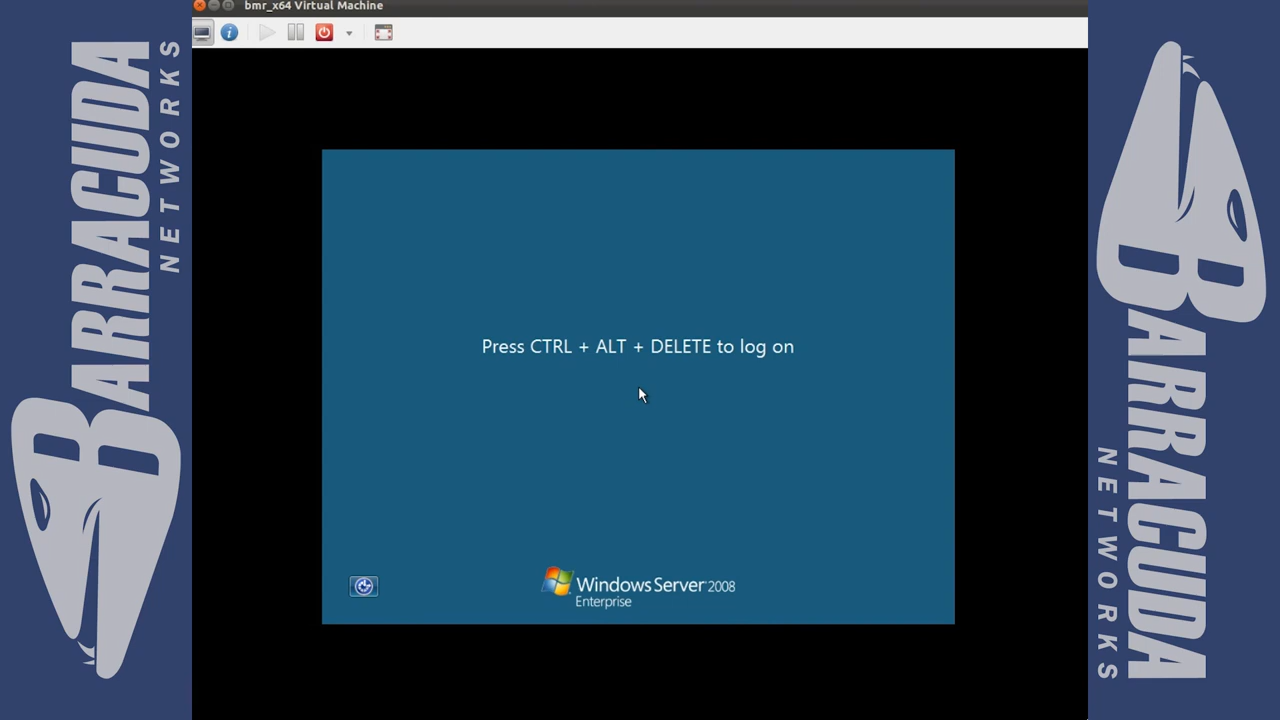 bmr_x64 Virtual Machine
BARRACUDA
NETWORKS
Press CTRL + ALT + DELETE to log on
Windows Server 2008
Enterprise
BARRACUDA
NETWORKS